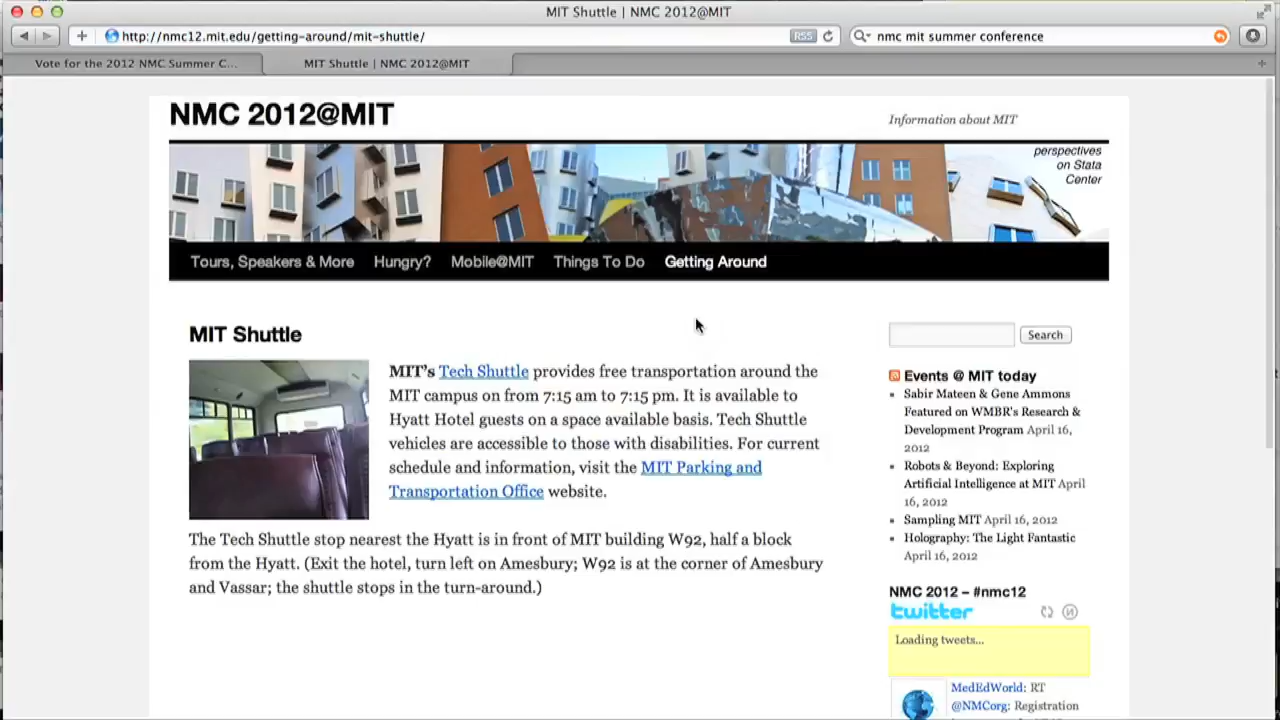 MIT Shuttle | NMC 2012@MIT
http://nmc12.mit.edu/getting-around/mit-shuttle/
RSS
nmc mit summer conference
Vote for the 2012 NMC Summer C...
MIT Shuttle | NMC 2012@MIT
NMC 2012@MIT
Information about MIT
perspectives
on Stata
Center
Tours, Speakers & More Hungry? Mobile@MIT Things To Do Getting Around
MIT Shuttle
MIT's Tech Shuttle provides free transportation around the
MIT campus on from 7:15 am to 7:15 pm. It is available to
Hyatt Hotel guests on a space available basis. Tech Shuttle
vehicles are accessible to those with disabilities. For current
schedule and information, visit the MIT Parking and
Transportation Office website.
The Tech Shuttle stop nearest the Hyatt is in front of MIT building W92, half a block
from the Hyatt. (Exit the hotel, turn left on Amesbury; W92 is at the corner of Amesbury
and Vassar; the shuttle stops in the turn-around.)
Search
Events @ MIT today
Sabir Mateen & Gene Ammons
Featured on WMBR's Research &
Development Program April 16,
2012
Robots & Beyond: Exploring
Artificial Intelligence at MIT April
16, 2012
Sampling MIT April 16, 2012
Holography: The Light Fantastic
April 16, 2012
NMC 2012 – #nmc12
twitter
Loading tweets...
MedEdWorld: RT
@NMCorg: Registration